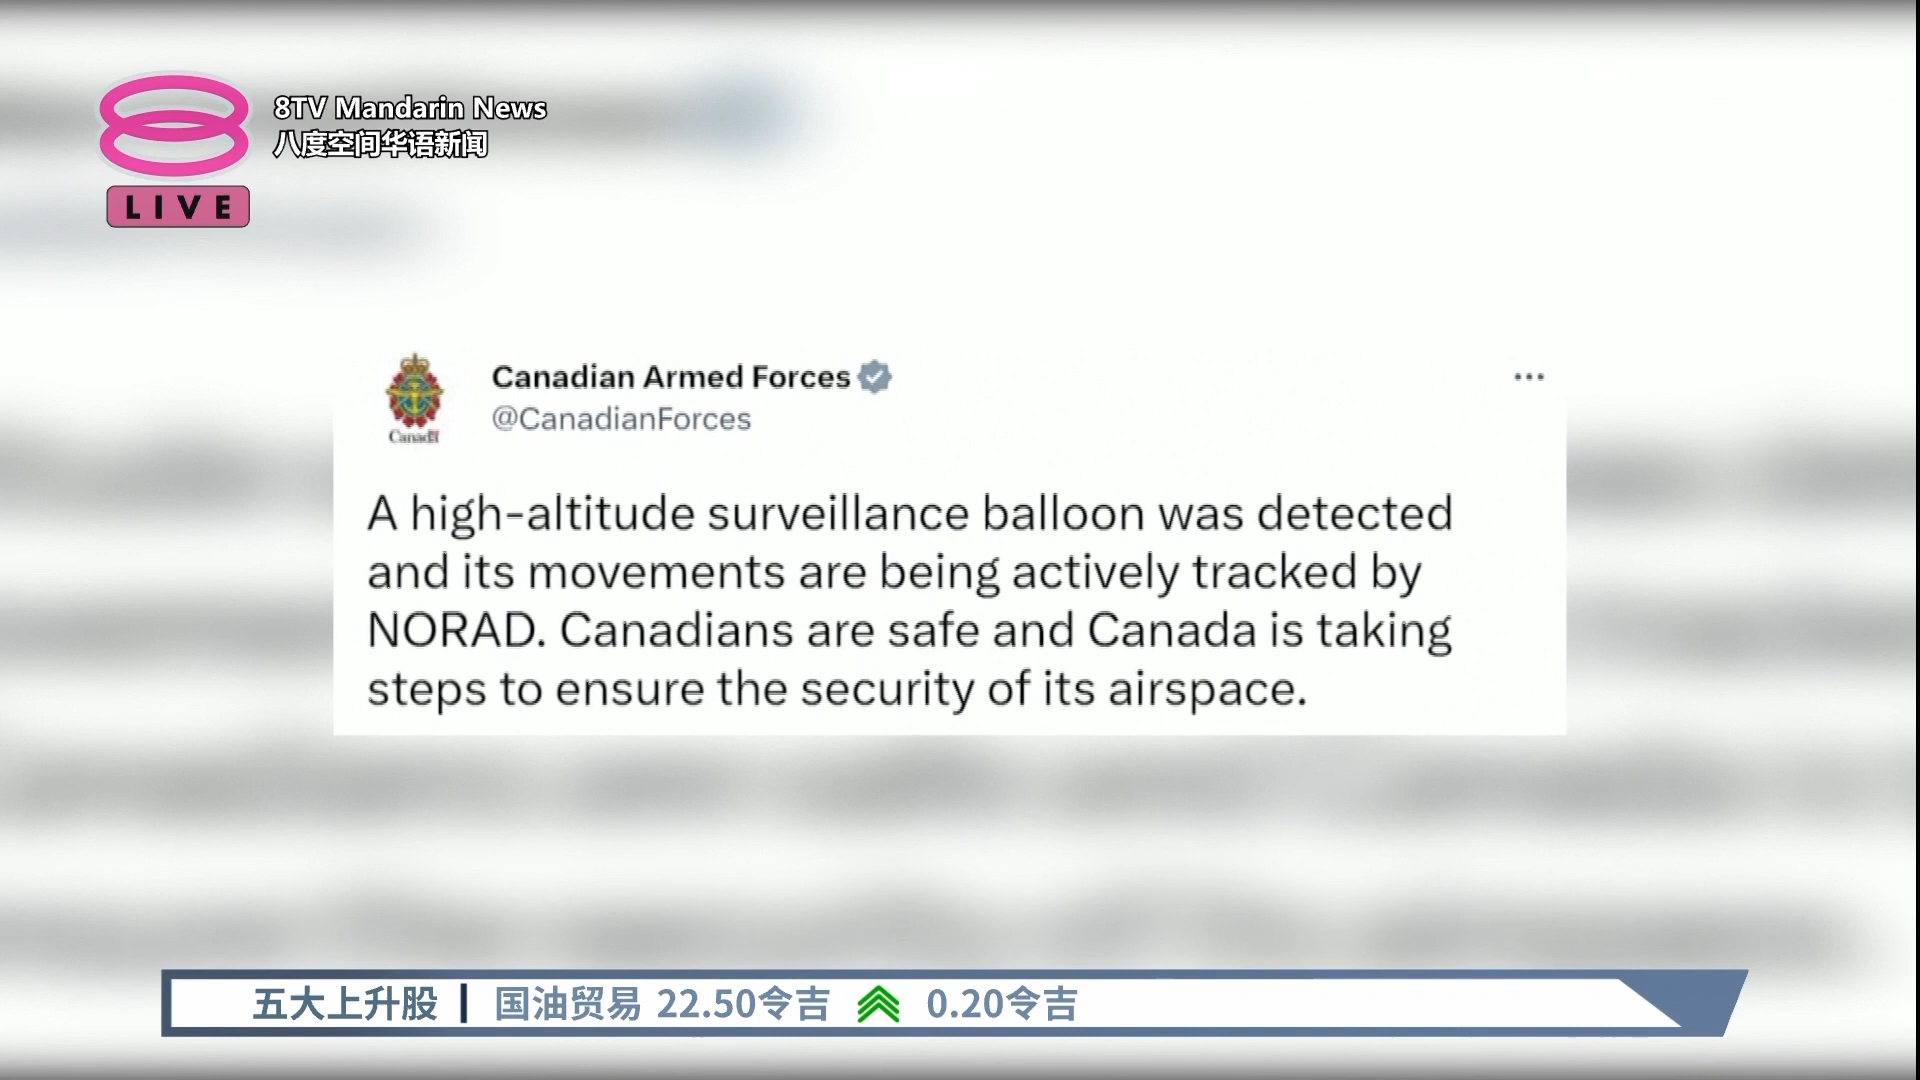 8TV Mandarin News
八度空间华语新闻
LIVE
Canadian Armed Forces
@CanadianForces
Canada
A high-altitude surveillance balloon was detected
and its movements are being actively tracked by
NORAD. Canadians are safe and Canada is taking
steps to ensure the security of its airspace.
五大上升股 | 国油贸易 22.50令吉 0.20令吉